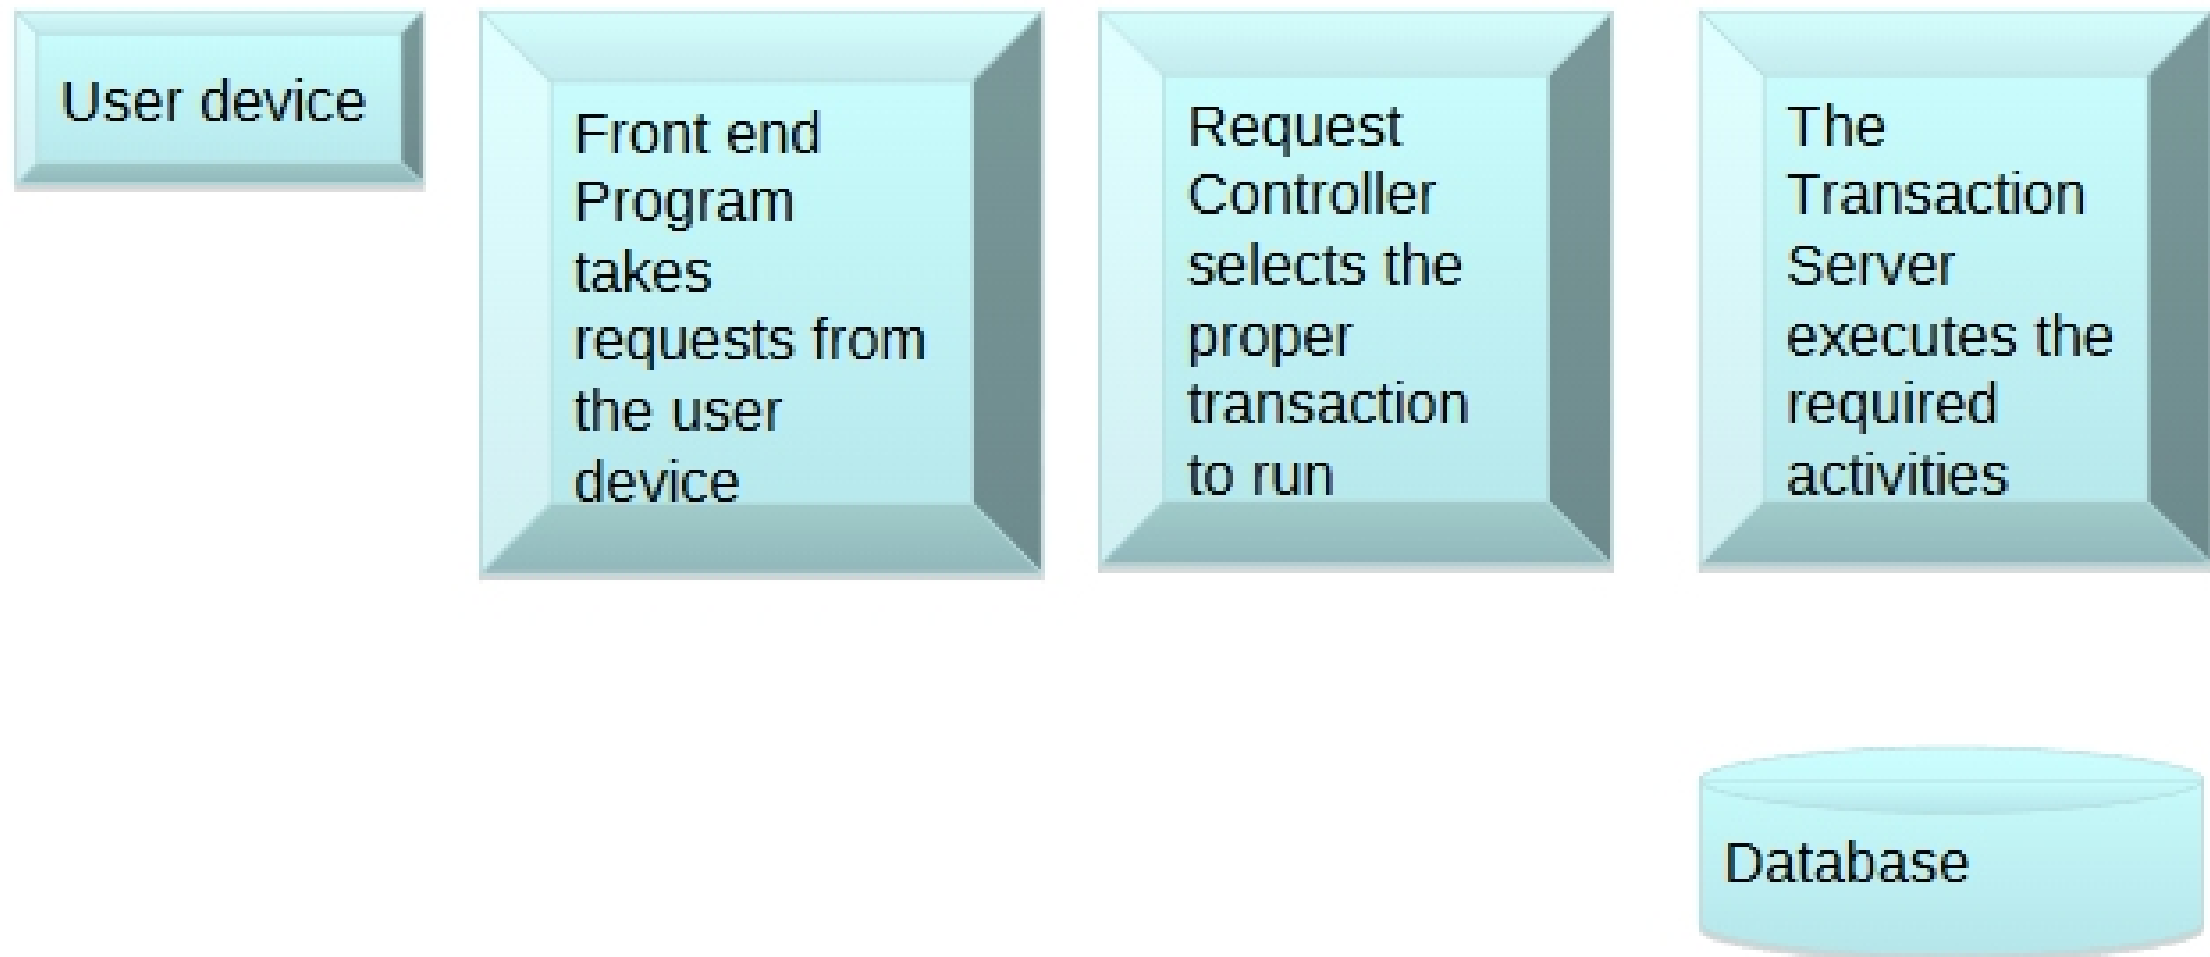 User device
Front end
Program
takes
requests from
the user
device
Request
Controller
selects the
proper
transaction
to run
The
Transaction
Server
executes the
required
activities
Database